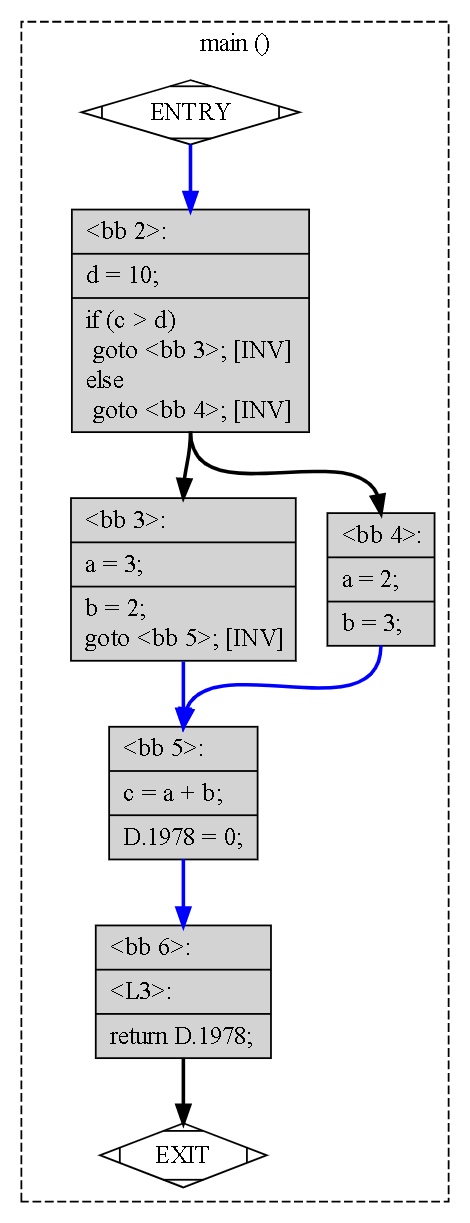 main ()
ENTRY
<bb 2>:
d = 10;
if (c > d)
goto <bb 3>; [INV]
else
goto <bb 4>; [INV]
<bb 3>:
a = 3;
b = 2;
goto <bb 5>; [INV]
<bb 4>:
a = 2;
b = 3;
<bb 5>:
c = a + b;
D.1978 = 0;
<bb 6>:
<L3>:
return D.1978;
EXIT